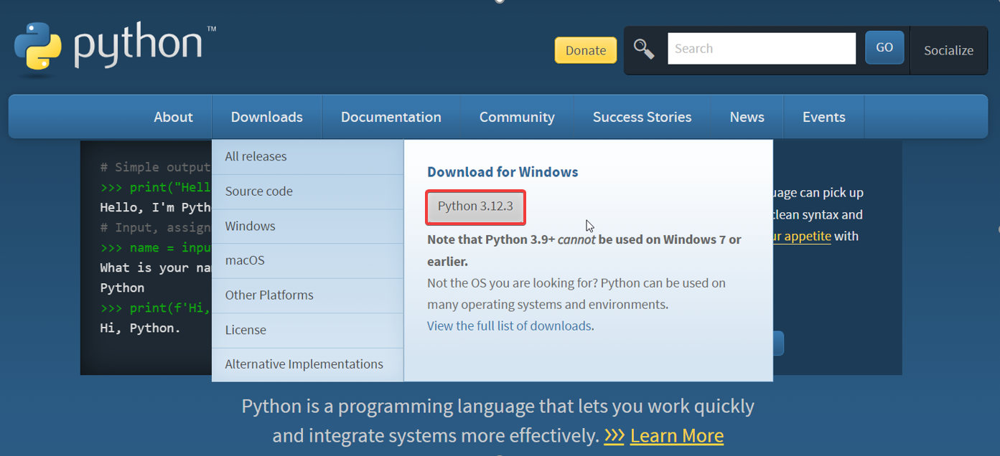 python™
Donate
Search
GO
Socialize
About
Downloads
Documentation
Community
Success Stories
News
Events
All releases
Source code
Windows
macOS
Other Platforms
License
Alternative Implementations
Download for Windows
Python 3.12.3
Note that Python 3.9+ cannot be used on Windows 7 or
earlier.
Not the OS you are looking for? Python can be used on
many operating systems and environments.
View the full list of downloads.
# Simple output
>>> print("Hell
Hello, I'm Pyth
# Input, assign
>>> name = inpu
What is your na
Python
>>> print(f'Hi,
Hi, Python.
can pick up
clean syntax and
appetite with
Python is a programming language that lets you work quickly
and integrate systems more effectively. >>> Learn More